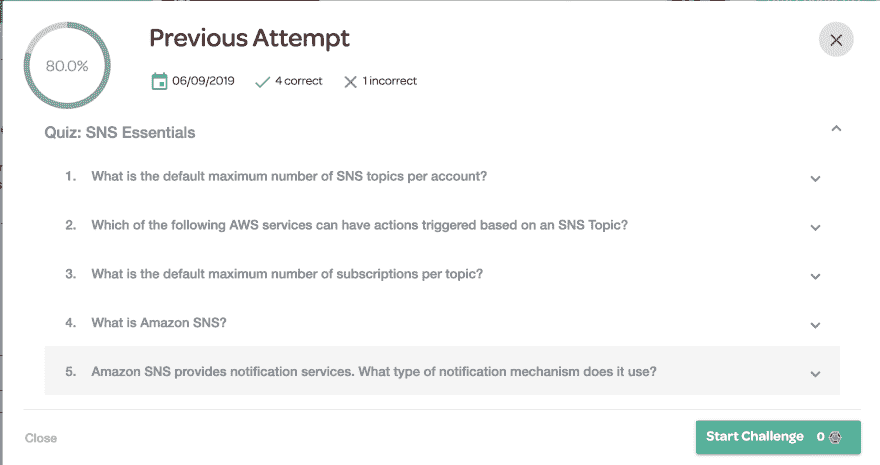 Previous Attempt
80.0%
06/09/2019 4 correct 1 incorrect
Quiz: SNS Essentials
1. What is the default maximum number of SNS topics per account?
2. Which of the following AWS services can have actions triggered based on an SNS Topic?
3. What is the default maximum number of subscriptions per topic?
4. What is Amazon SNS?
5. Amazon SNS provides notification services. What type of notification mechanism does it use?
Close
Start Challenge 0